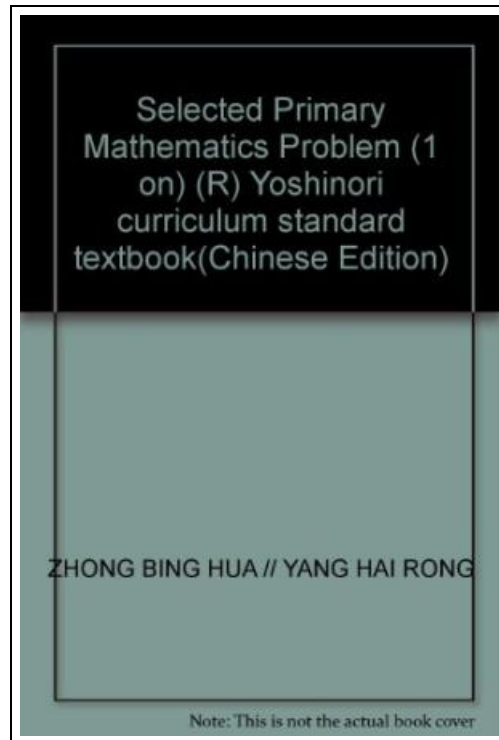 Selected Primary
Mathematics Problem (1
on) (R) Yoshinori
curriculum standard
textbook(Chinese Edition)
ZHONG BING HUA // YANG HAI RONG
Note: This is not the actual book cover